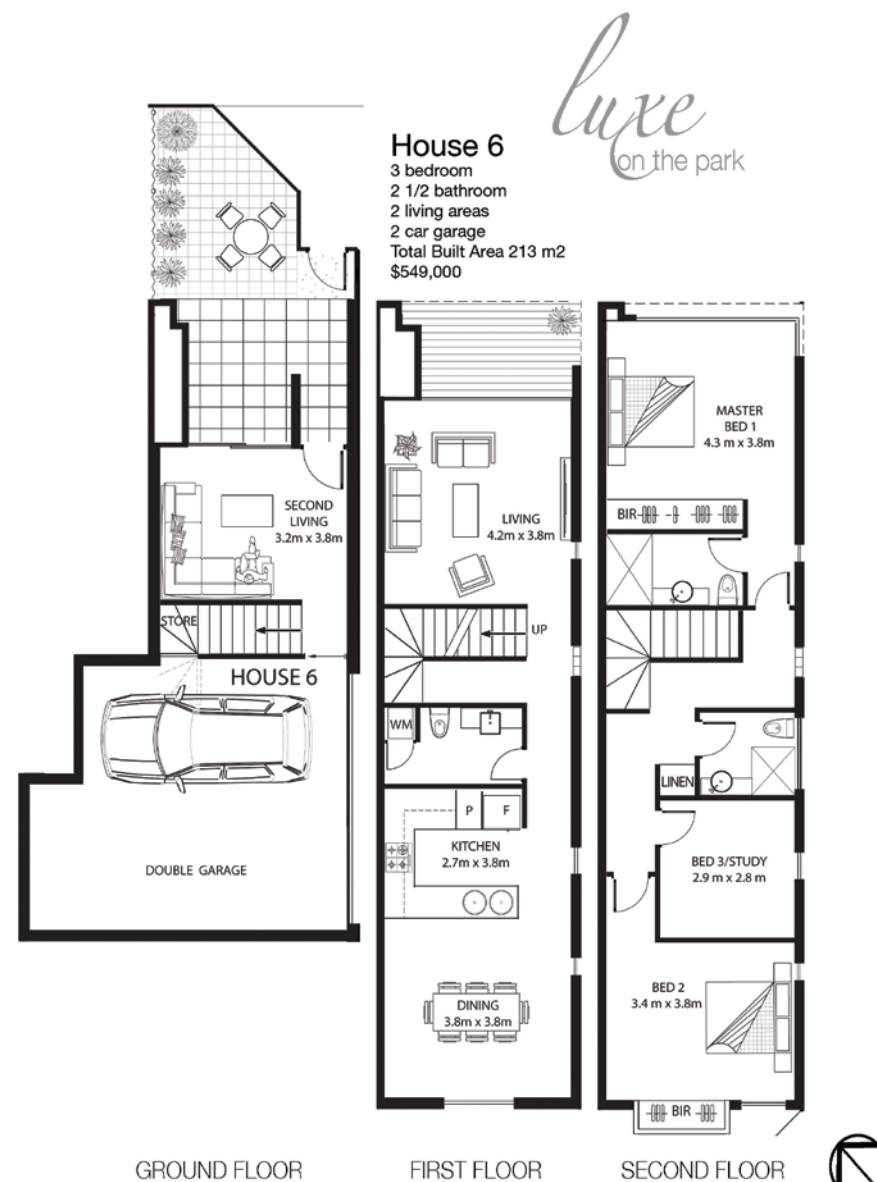 luxe
on the park
House 6
3 bedroom
2 1/2 bathroom
2 living areas
2 car garage
Total Built Area 213 m2
$549,000
SECOND
LIVING
3.2m x 3.8m
STORE
HOUSE 6
DOUBLE GARAGE
GROUND FLOOR
LIVING
4.2m x 3.8m
UP
WM
P
F
KITCHEN
2.7m x 3.8m
DINING
3.8m x 3.8m
FIRST FLOOR
MASTER
BED 1
4.3 m x 3.8m
BIR
LINEN
BED 3/STUDY
2.9 m x 2.8 m
BED 2
3.4 m x 3.8m
BIR
SECOND FLOOR